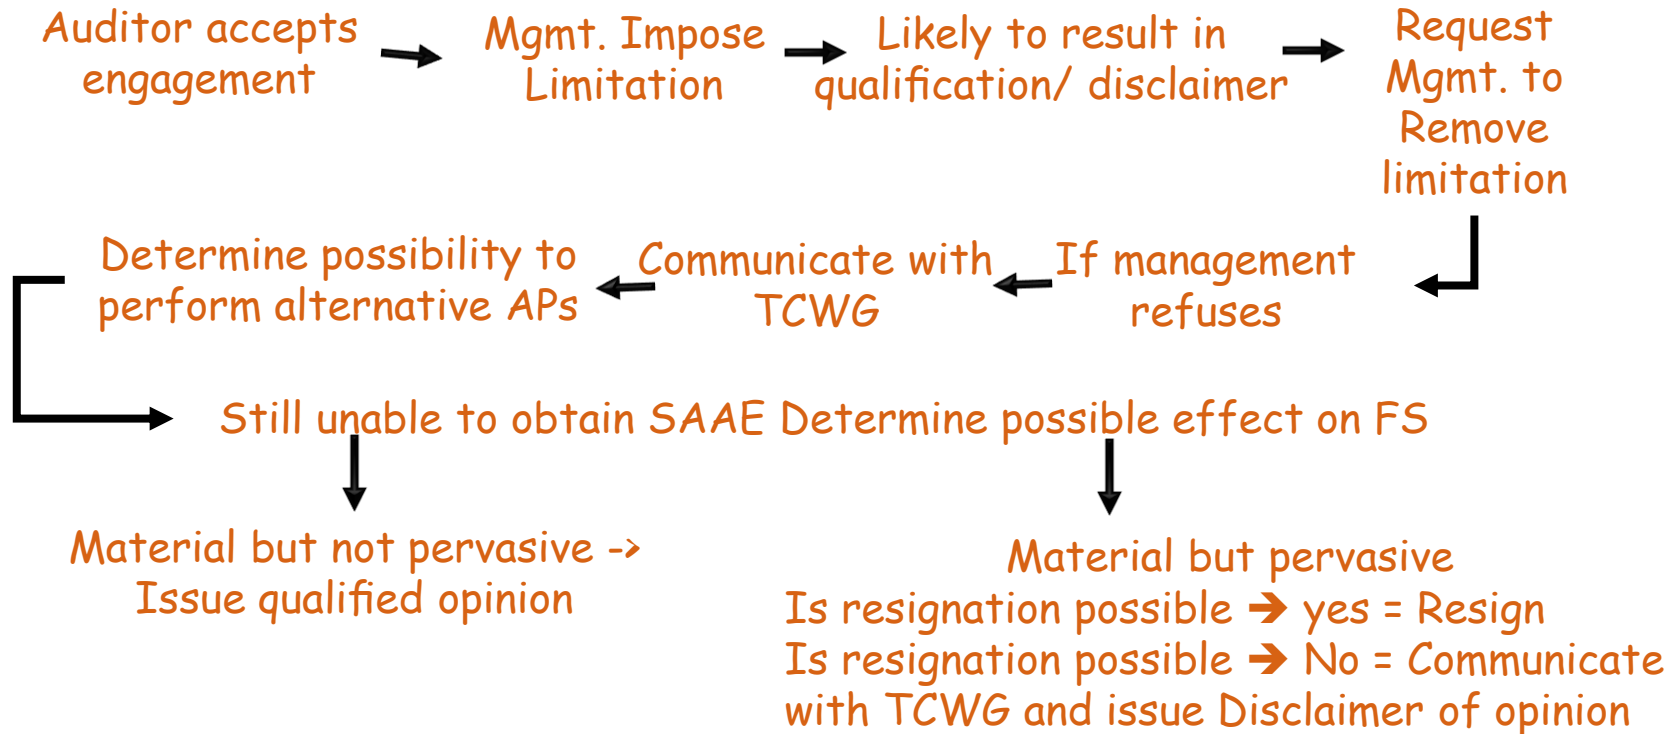 Auditor accepts
engagement
Mgmt. Impose
Limitation
Likely to result in
qualification/ disclaimer
Request
Mgmt. to
Remove
limitation
If management
refuses
Communicate with
TCWG
Determine possibility to
perform alternative APs
Still unable to obtain SAAE Determine possible effect on FS
Material but not pervasive ->
Issue qualified opinion
Material but pervasive
Is resignation possible ➔ yes = Resign
Is resignation possible ➔ No = Communicate
with TCWG and issue Disclaimer of opinion